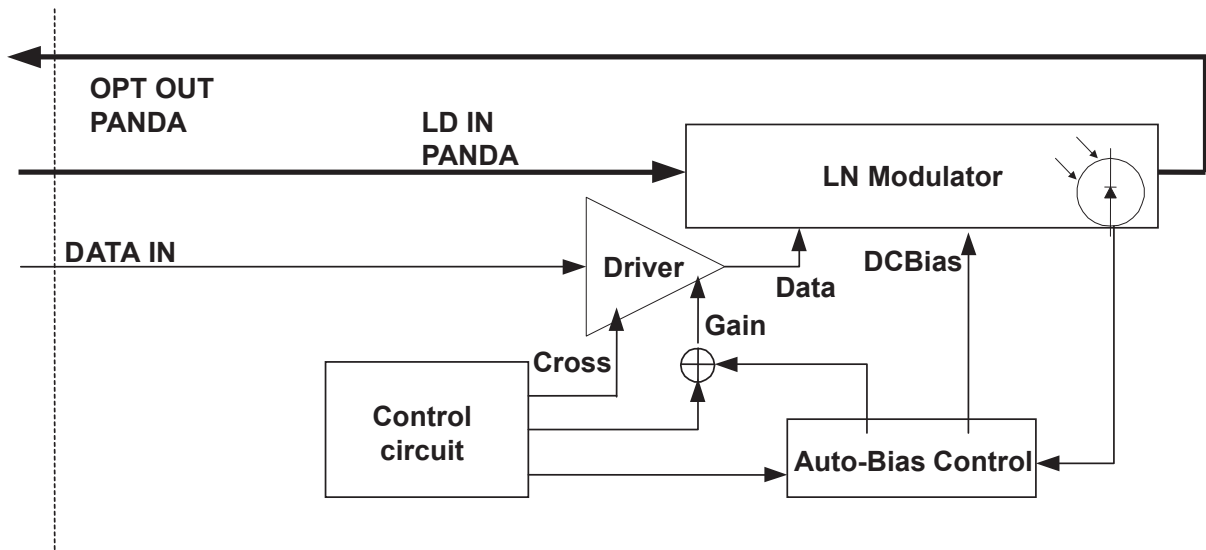 OPT OUT
PANDA
LD IN
PANDA
LN Modulator
DATA IN
Driver
DCBias
Data
Gain
Cross
Control
circuit
Auto-Bias Control